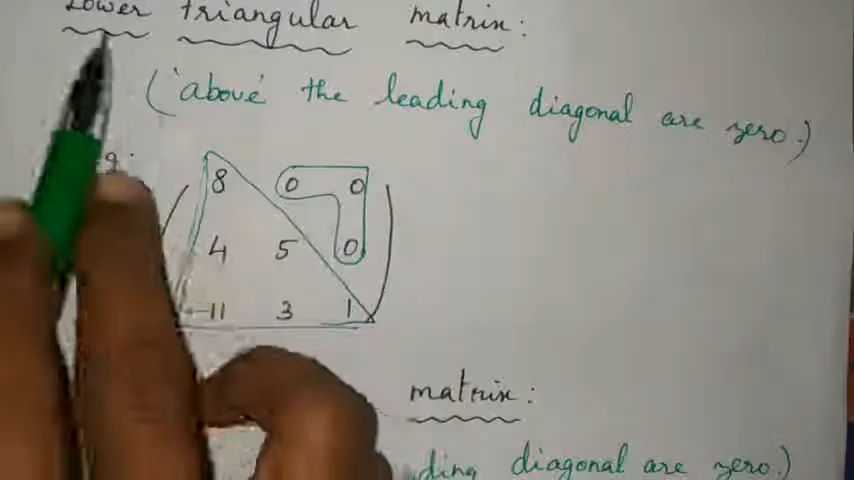 Lower triangular matrix:
('above' the leading diagonal are zero.)
8 0 0
4 5 0
-11 3 1
matrix:
diagonal are zero.)